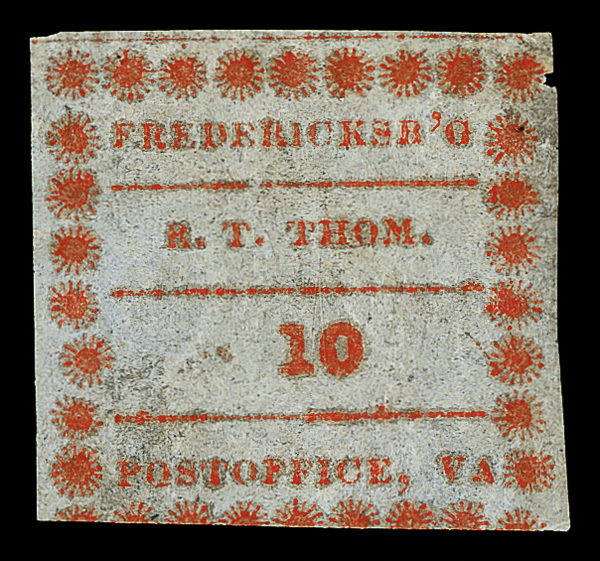 FREDERICKSB'G
R. T. THOM.
10
POSTOFFICE, VA